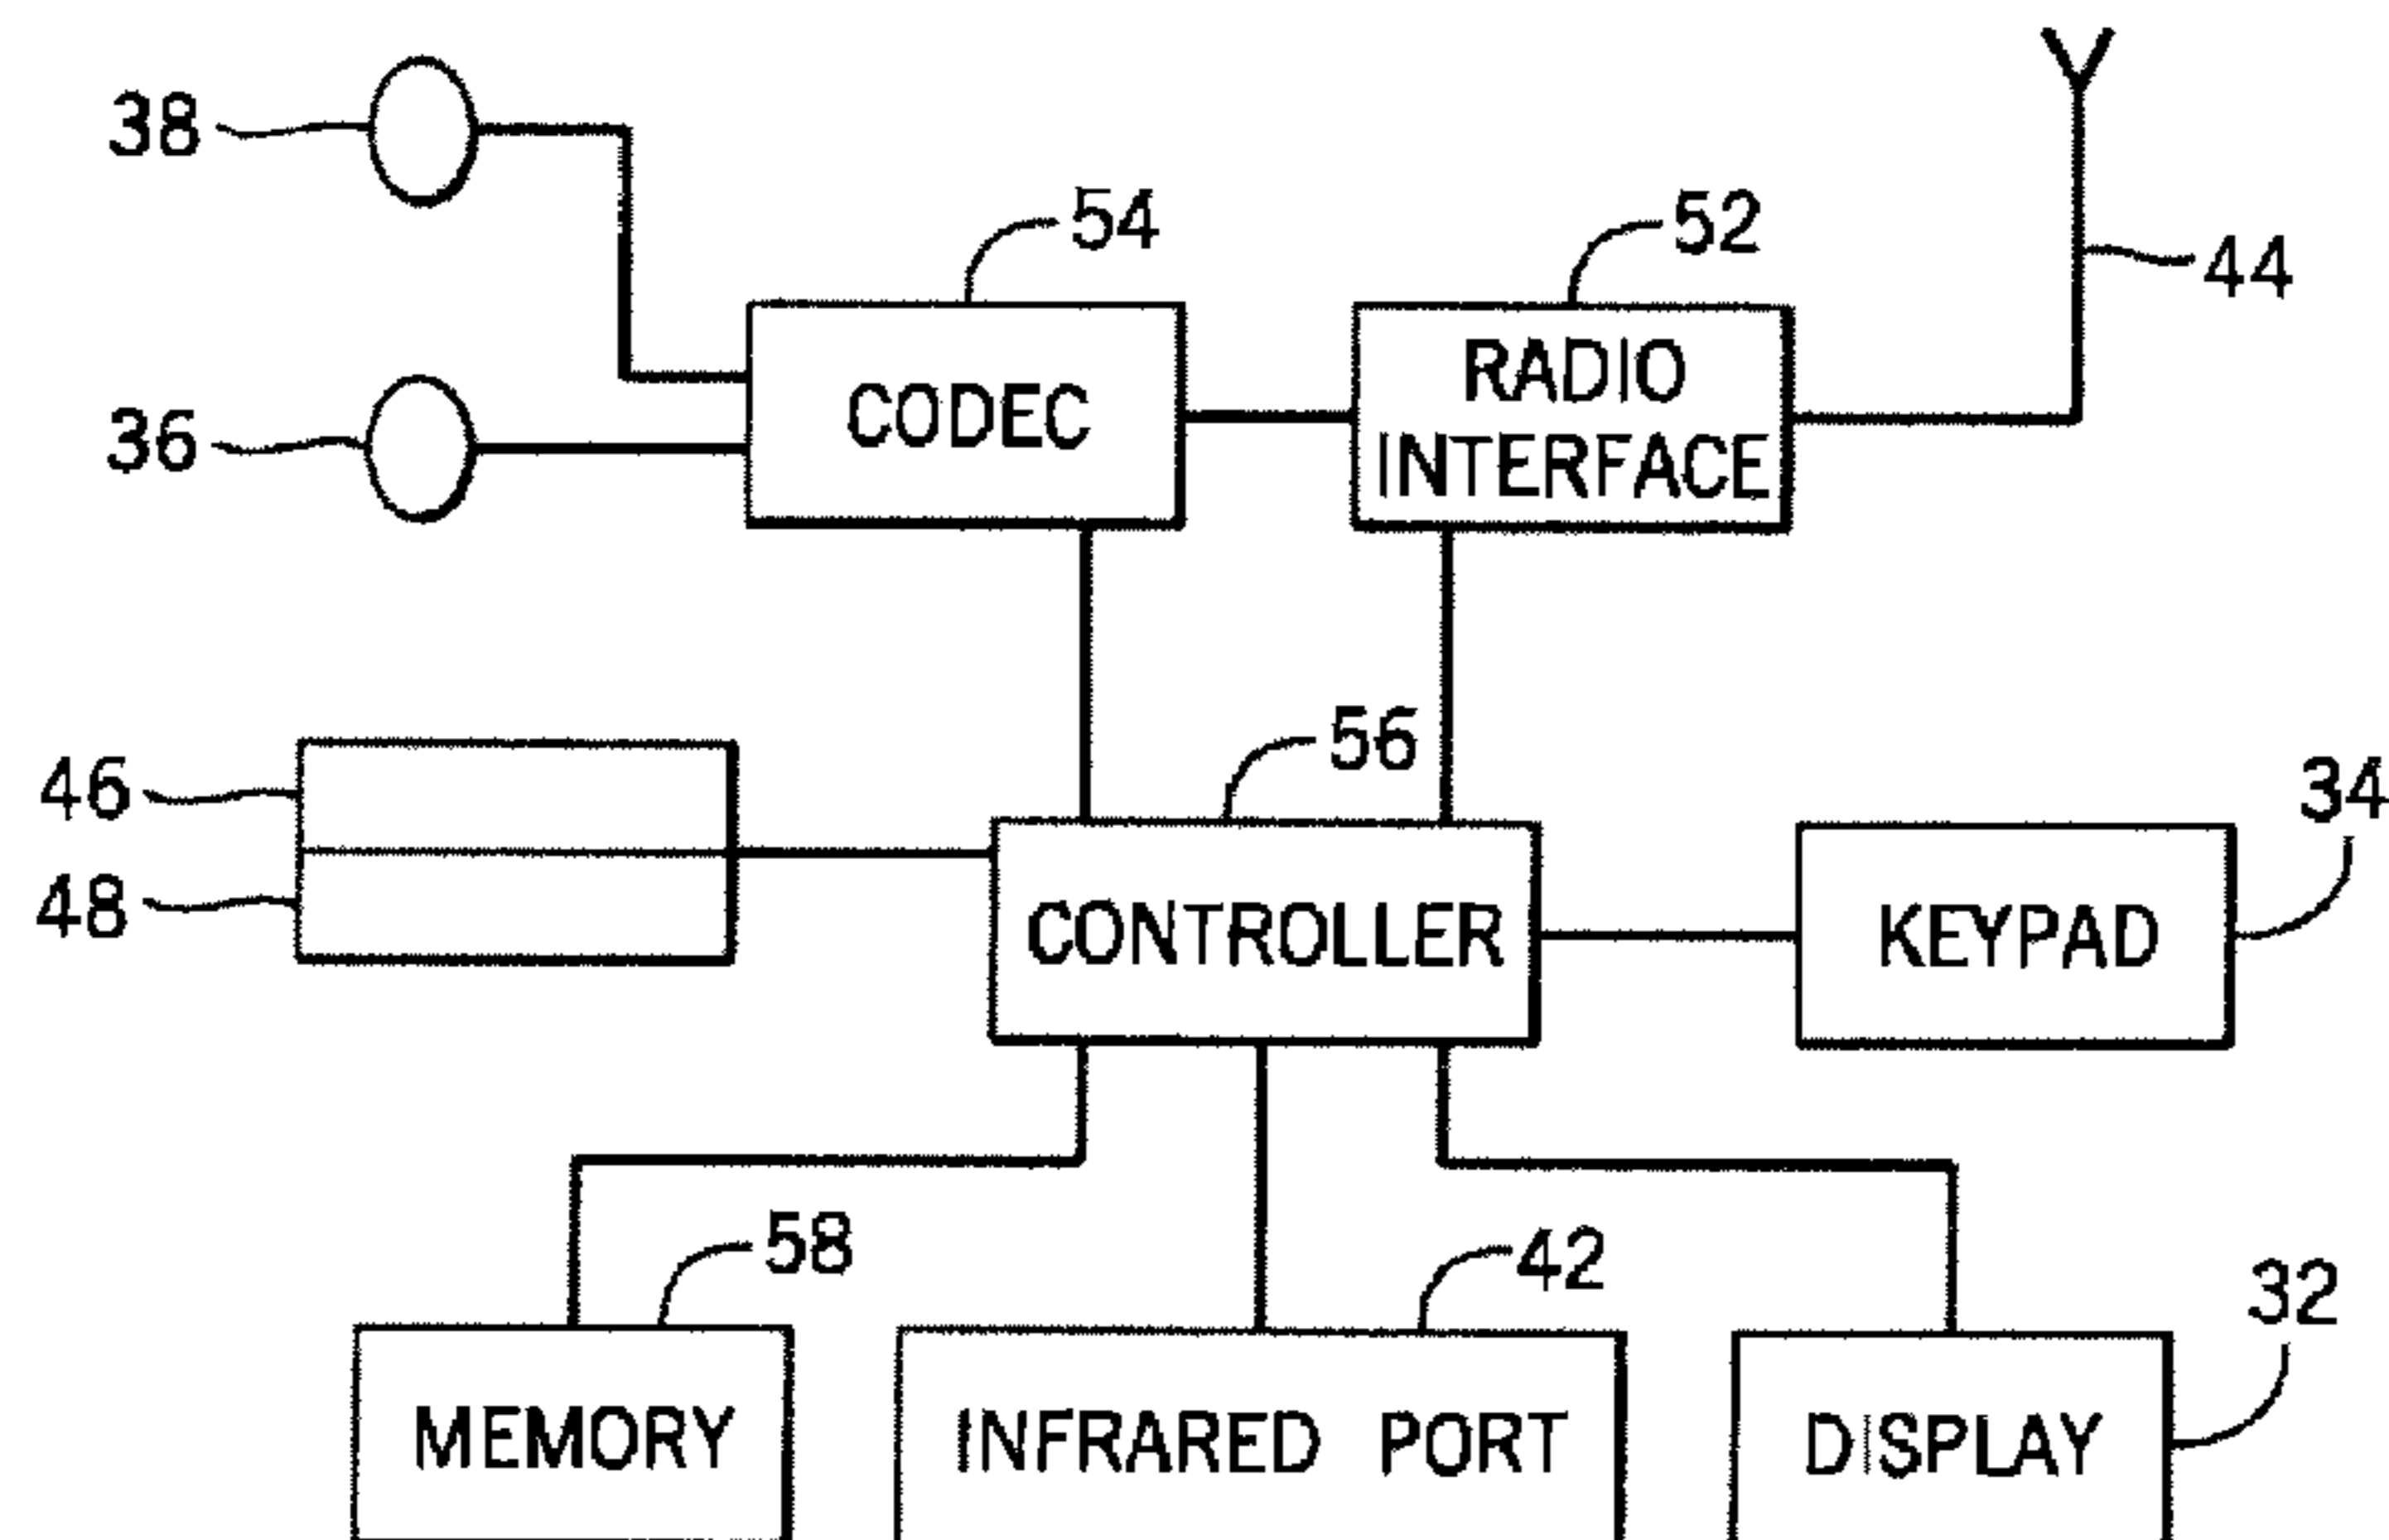 38
54
52
44
CODEC
RADIO
INTERFACE
36
56
46
48
34
CONTROLLER
KEYPAD
58
42
32
MEMORY
INFRARED PORT
DISPLAY